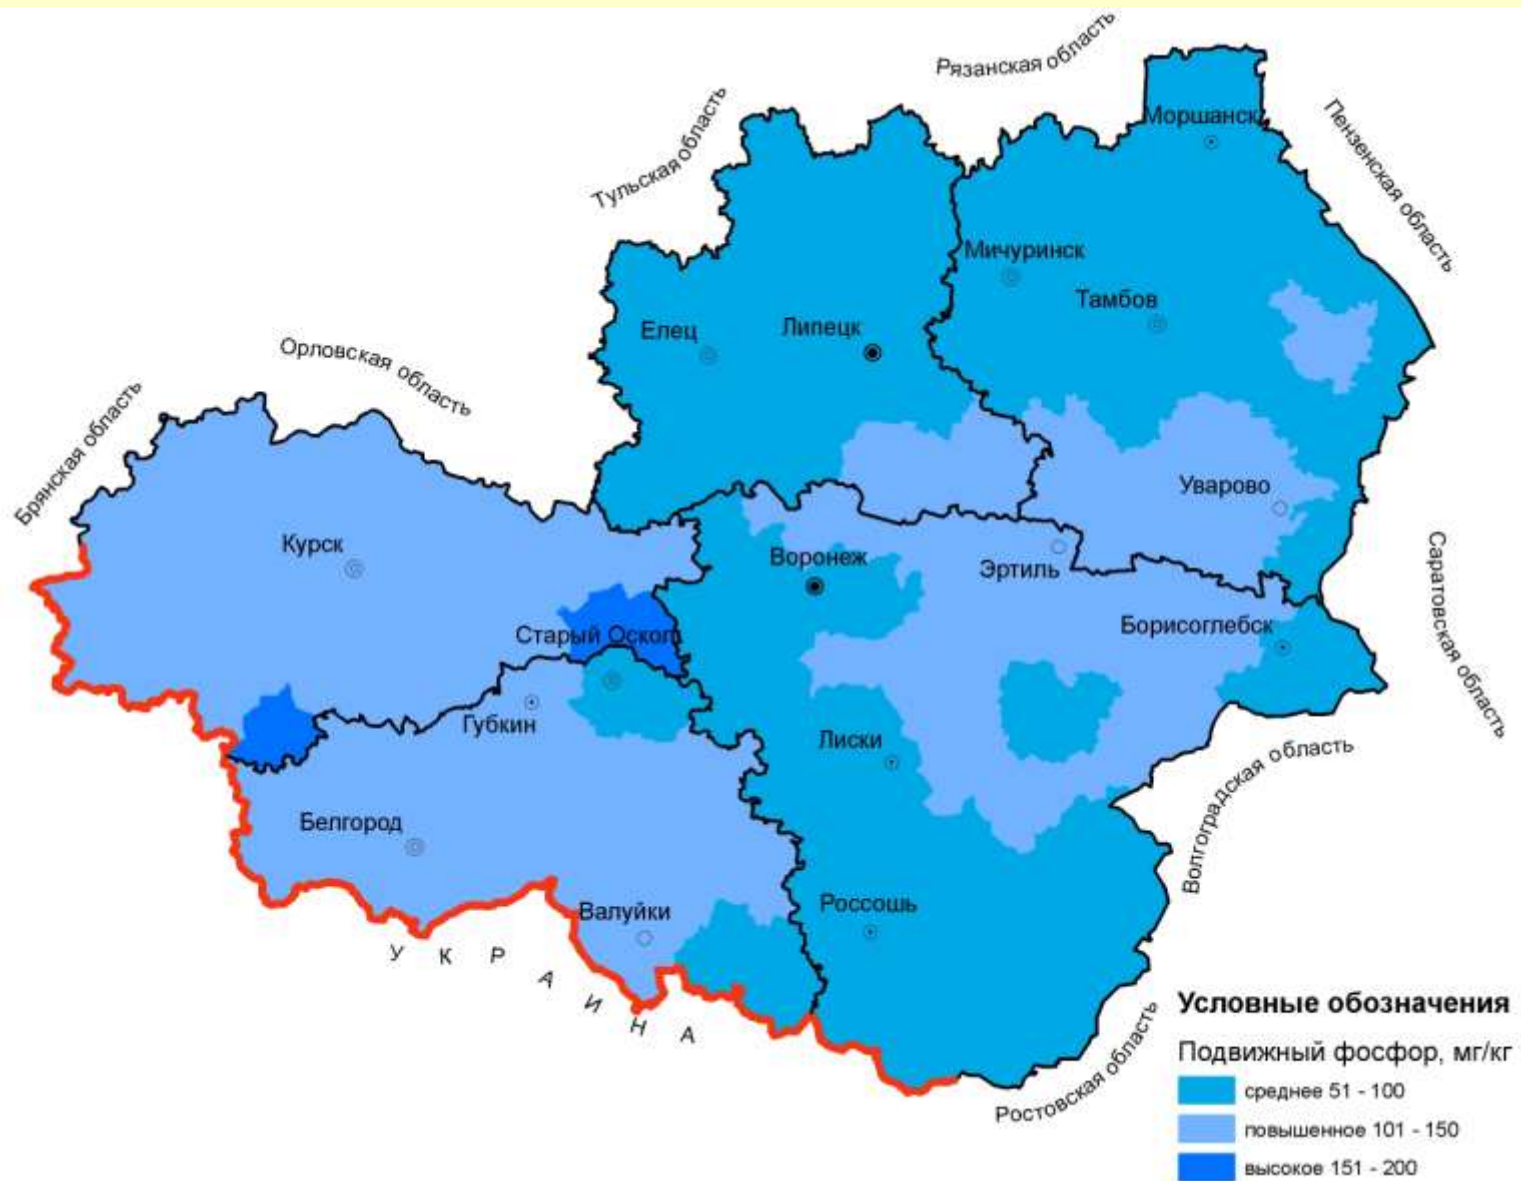 Рязанская область
Тульская область
Пензенская область
Моршанск
Мичуринск
Тамбов
Елец
Липецк
Орловская область
Брянская область
Уварово
Курск
Воронеж
Эртиль
Саратовская область
Старый Оскол
Борисоглебск
Губкин
Лиски
Волгоградская область
Белгород
Валуйки
Россошь
УКРАИНА
Ростовская область
Условные обозначения
Подвижный фосфор, мг/кг
среднее 51 - 100
повышенное 101 - 150
высокое 151 - 200